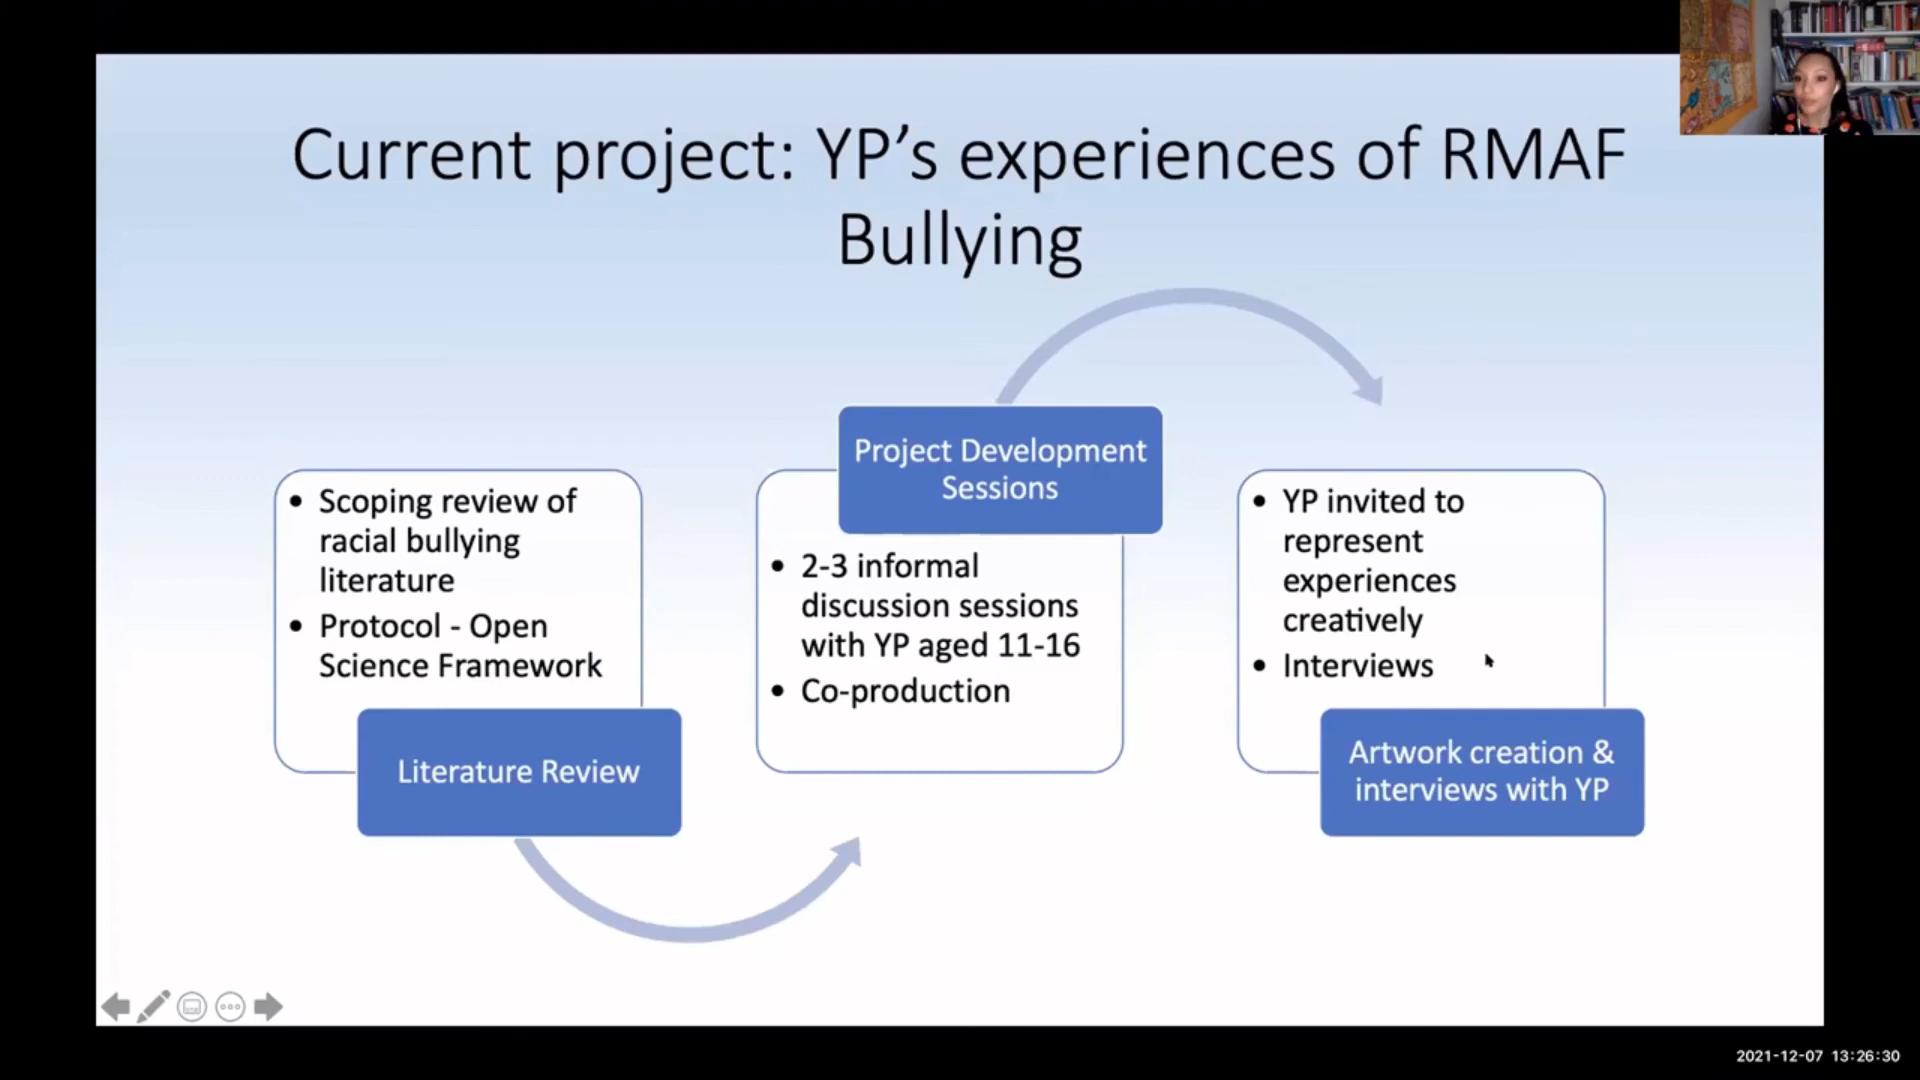 Current project: YP’s experiences of RMAF
Bullying
• Scoping review of
racial bullying
literature
• Protocol - Open
Science Framework
Literature Review
Project Development
Sessions
• 2-3 informal
discussion sessions
with YP aged 11-16
• Co-production
• YP invited to
represent
experiences
creatively
• Interviews
Artwork creation &
interviews with YP
2021-12-07 13:26:30